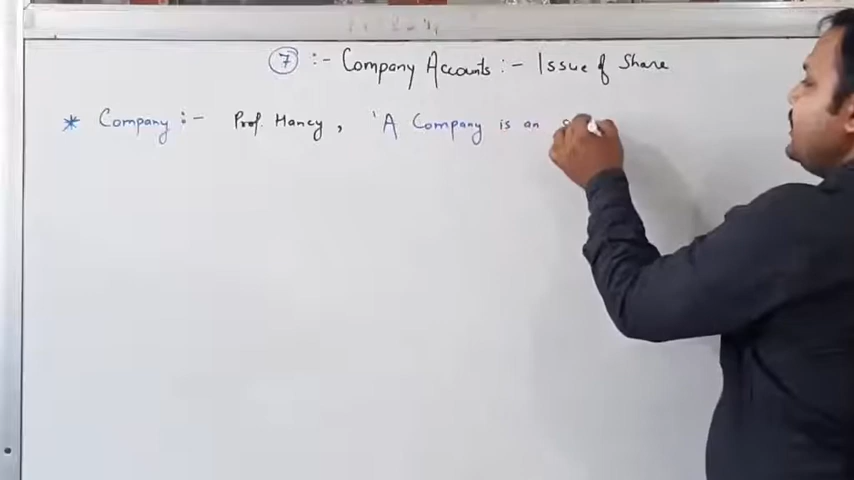 7 :- Company Accounts :- Issue of Share
* Company :- Prof. Haney, 'A Company is an